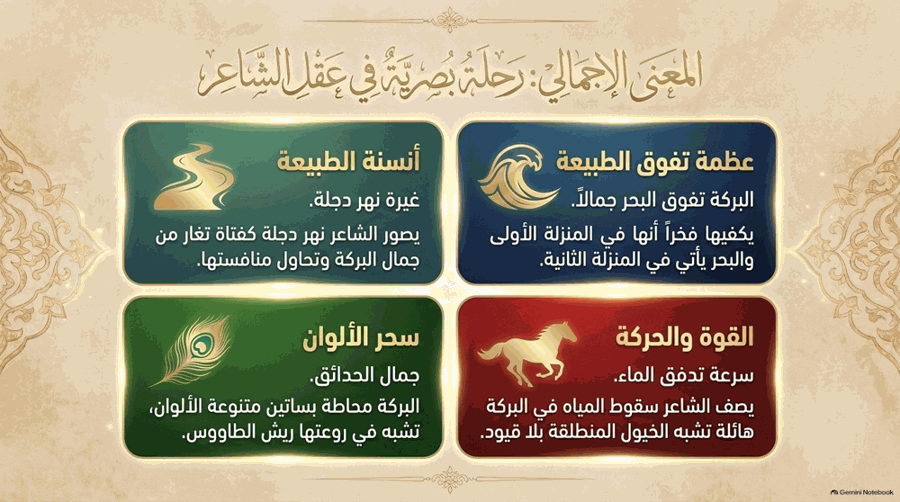 المعنى الإجمالي: رحلة بصرية في عقل الشاعر
عظمة تفوق الطبيعة
البركة تفوق البحر جمالاً.
يكفيها فخراً أنها في المنزلة الأولى
والبحر يأتي في المنزلة الثانية.
أنسنة الطبيعة
غيرة نهر دجلة.
يصور الشاعر نهر دجلة كفتاة تغار من
جمال البركة وتحاول منافستها.
القوة والحركة
سرعة تدفق الماء.
يصف الشاعر سقوط المياه في البركة
هائلة تشبه الخيول المنطلقة بلا قيود.
سحر الألوان
جمال الحدائق.
البركة محاطة بساتين متنوعة الألوان،
تشبه في روعتها ريش الطاووس.
Gemini Notebook